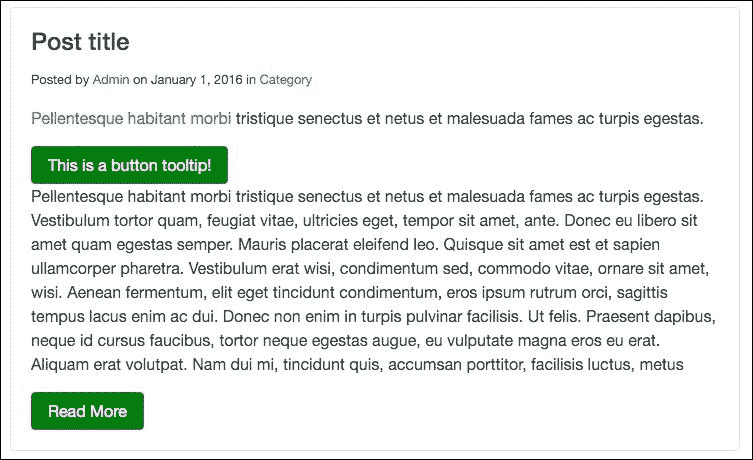 Post title
Posted by Admin on January 1, 2016 in Category
Pellentesque habitant morbi tristique senectus et netus et malesuada fames ac turpis egestas.
This is a button tooltip!
Pellentesque habitant morbi tristique senectus et netus et malesuada fames ac turpis egestas.
Vestibulum tortor quam, feugiat vitae, ultricies eget, tempor sit amet, ante. Donec eu libero sit
amet quam egestas semper. Mauris placerat eleifend leo. Quisque sit amet est et sapien
ullamcorper pharetra. Vestibulum erat wisi, condimentum sed, commodo vitae, ornare sit amet,
wisi. Aenean fermentum, elit eget tincidunt condimentum, eros ipsum rutrum orci, sagittis
tempus lacus enim ac dui. Donec non enim in turpis pulvinar facilisis. Ut felis. Praesent dapibus,
neque id cursus faucibus, tortor neque egestas augue, eu vulputate magna eros eu erat.
Aliquam erat volutpat. Nam dui mi, tincidunt quis, accumsan porttitor, facilisis luctus, metus
Read More